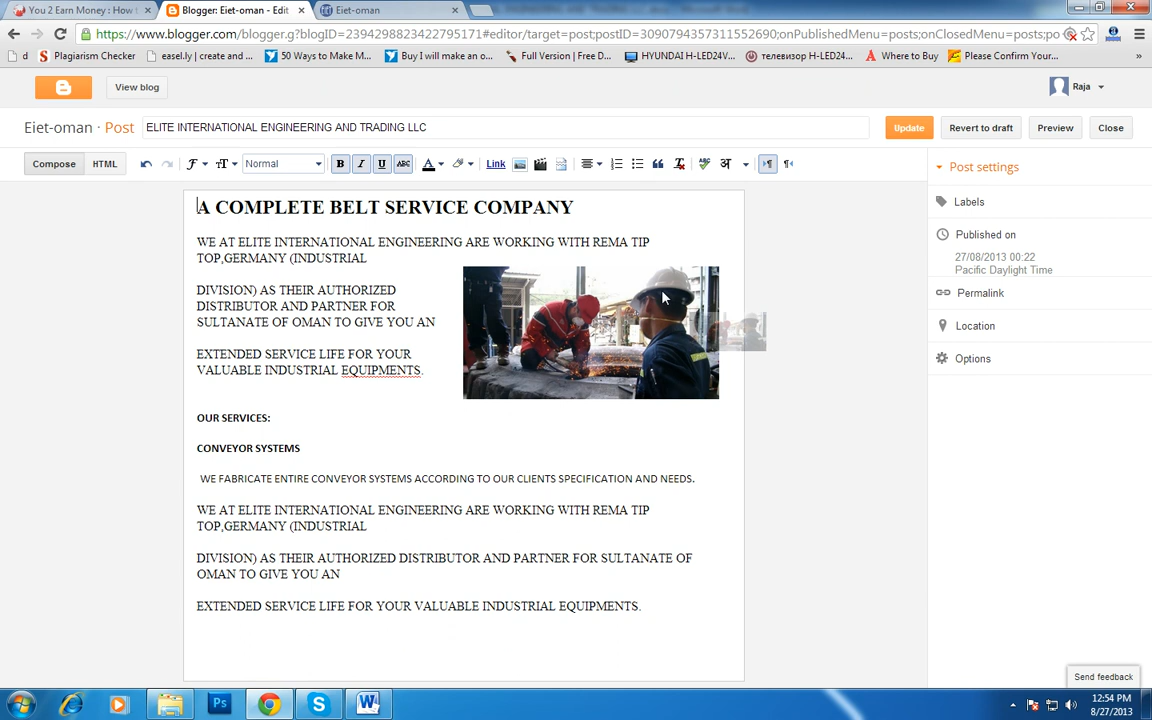 You 2 Earn Money : How t
Blogger: Eiet-oman - Edit
Eiet-oman
https://www.blogger.com/blogger.g?blogID=2394298823422795171#editor/target=post;postID=3090794357311552690;onPublishedMenu=posts;onClosedMenu=posts;po
d
Plagiarism Checker
easel.ly | create and ...
50 Ways to Make M...
Buy I will make an o...
Full Version | Free D...
HYUNDAI H-LED24V...
телевизор H-LED24...
Where to Buy
Please Confirm Your...
»
View blog
Raja
Eiet-oman · Post
ELITE INTERNATIONAL ENGINEERING AND TRADING LLC
Update
Revert to draft
Preview
Close
Compose
HTML
Normal
B
I
U
ABC
A
Link
अ
Post settings
Labels
Published on
27/08/2013 00:22
Pacific Daylight Time
Permalink
Location
Options
A COMPLETE BELT SERVICE COMPANY
WE AT ELITE INTERNATIONAL ENGINEERING ARE WORKING WITH REMA TIP
TOP,GERMANY (INDUSTRIAL
DIVISION) AS THEIR AUTHORIZED
DISTRIBUTOR AND PARTNER FOR
SULTANATE OF OMAN TO GIVE YOU AN
EXTENDED SERVICE LIFE FOR YOUR
VALUABLE INDUSTRIAL EQUIPMENTS.
OUR SERVICES:
CONVEYOR SYSTEMS
WE FABRICATE ENTIRE CONVEYOR SYSTEMS ACCORDING TO OUR CLIENTS SPECIFICATION AND NEEDS.
WE AT ELITE INTERNATIONAL ENGINEERING ARE WORKING WITH REMA TIP
TOP,GERMANY (INDUSTRIAL
DIVISION) AS THEIR AUTHORIZED DISTRIBUTOR AND PARTNER FOR SULTANATE OF
OMAN TO GIVE YOU AN
EXTENDED SERVICE LIFE FOR YOUR VALUABLE INDUSTRIAL EQUIPMENTS.
Send feedback
Ps
12:54 PM
8/27/2013